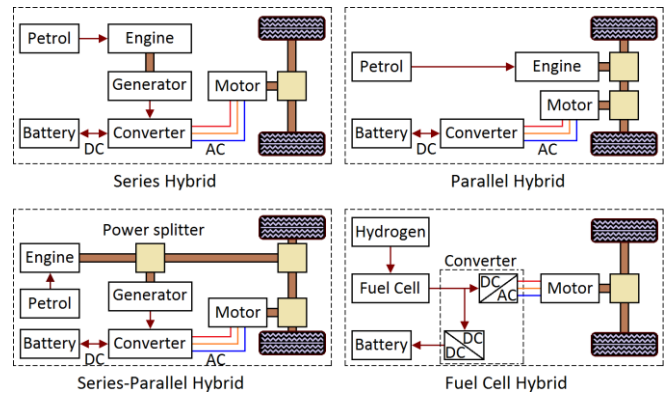 Petrol
Engine
Generator
Motor
Battery
Converter
DC
AC
Series Hybrid
Petrol
Engine
Motor
Battery
Converter
DC
AC
Parallel Hybrid
Power splitter
Engine
Petrol
Generator
Motor
Battery
Converter
DC
AC
Series-Parallel Hybrid
Hydrogen
Converter
Fuel Cell
DC
AC
Motor
Battery
DC
DC
Fuel Cell Hybrid